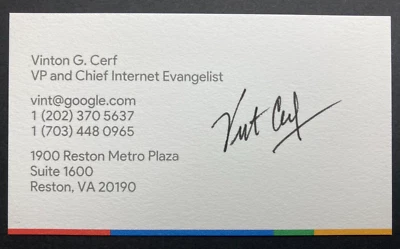 Vinton G. Cerf
VP and Chief Internet Evangelist
vint@google.com
1 (202) 370 5637
1 (703) 448 0965
Vint Cerf
1900 Reston Metro Plaza
Suite 1600
Reston, VA 20190